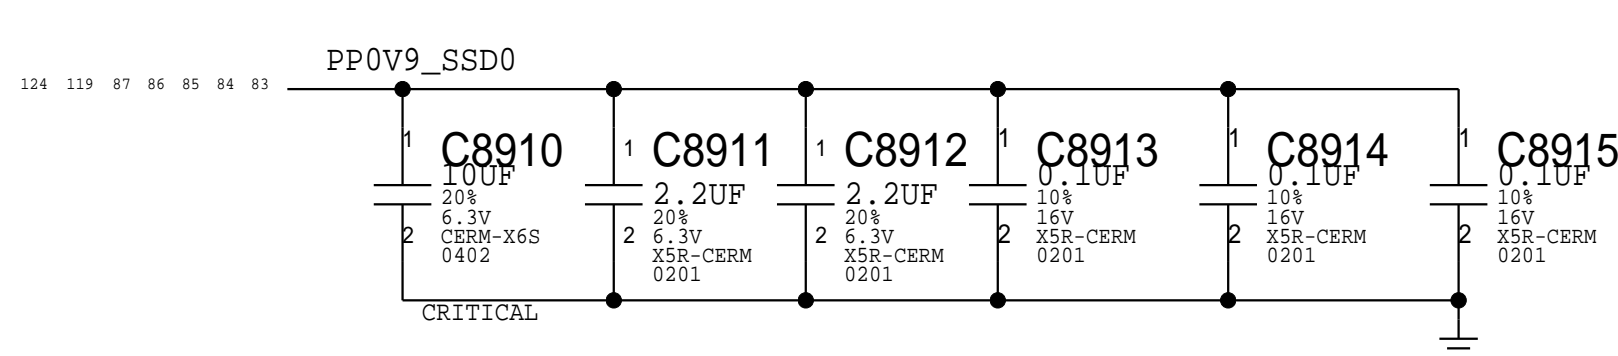 PP0V9_SSD0
124 119 87 86 85 84 83
1
C8910
10UF
20%
6.3V
2
CERM-X6S
0402
CRITICAL
1
C8911
2.2UF
20%
2
6.3V
X5R-CERM
0201
1
C8912
2.2UF
20%
2
6.3V
X5R-CERM
0201
1
C8913
0.1UF
10%
16V
2
X5R-CERM
0201
1
C8914
0.1UF
10%
16V
2
X5R-CERM
0201
1
C8915
0.1UF
10%
16V
2
X5R-CERM
0201